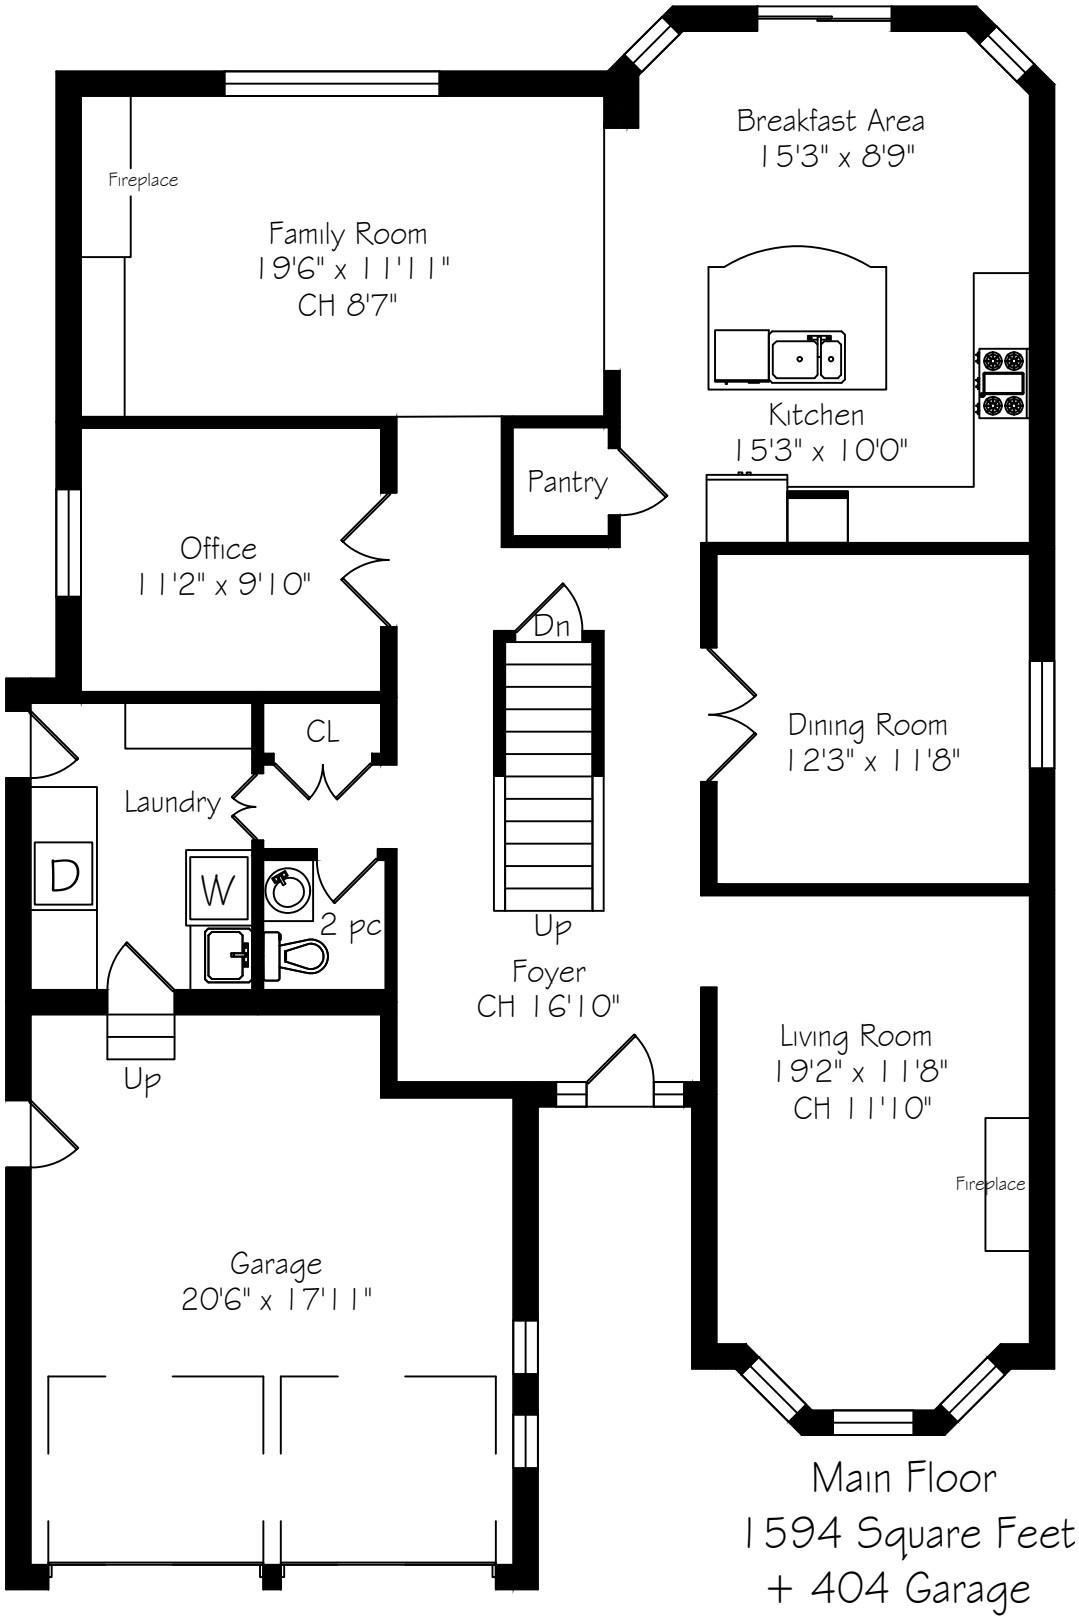 Breakfast Area
15'3" x 8'9"
Fireplace
Family Room
19'6" x 11'11"
CH 8'7"
Kitchen
15'3" x 10'0"
Pantry
Office
11'2" x 9'10"
Dn
CL
Dining Room
12'3" x 11'8"
Laundry
D
W
2 pc
Up
Foyer
CH 16'10"
Living Room
19'2" x 11'8"
CH 11'10"
Up
Fireplace
Garage
20'6" x 17'11"
Main Floor
1594 Square Feet
+ 404 Garage